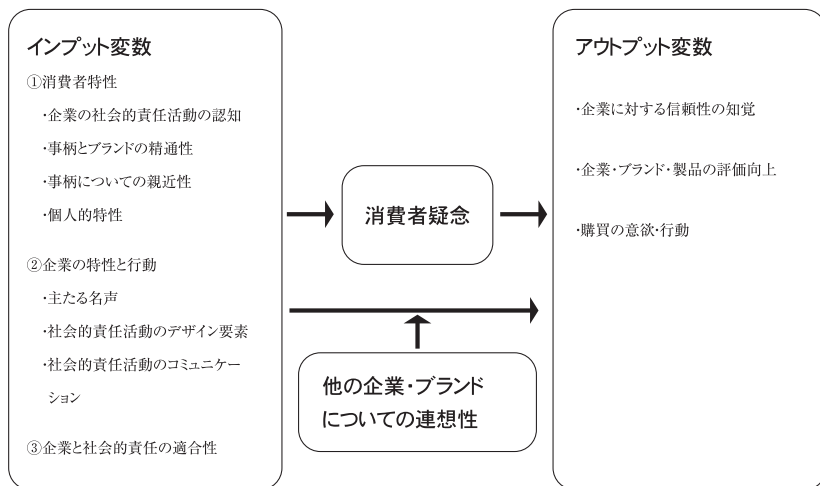 インプット変数
①消費者特性
・企業の社会的責任活動の認知
・事柄とブランドの精通性
・事柄についての親近性
・個人的特性
②企業の特性と行動
・主たる名声
・社会的責任活動のデザイン要素
・社会的責任活動のコミュニケー
ション
③企業と社会的責任の適合性
消費者疑念
他の企業・ブランド
についての連想性
アウトプット変数
・企業に対する信頼性の知覚
・企業・ブランド・製品の評価向上
・購買の意欲・行動